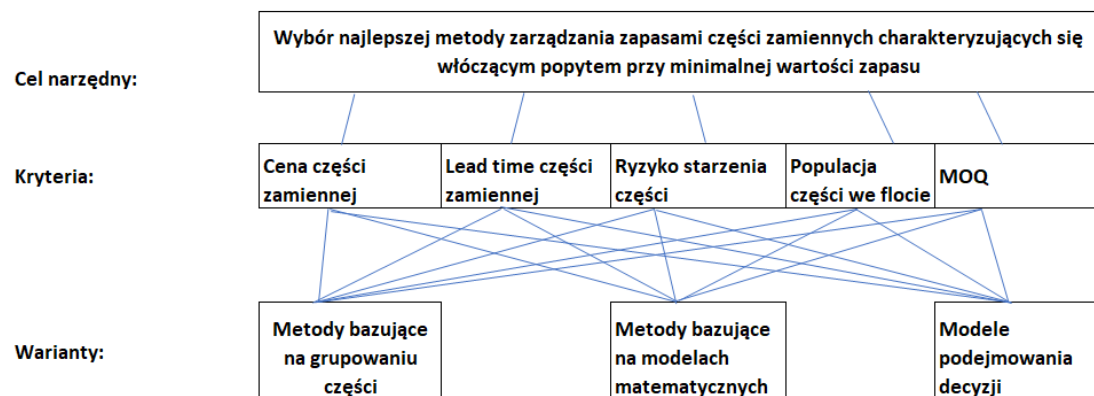 Wybór najlepszej metody zarządzania zapasami części zamiennych charakteryzujących się
włóczącym popytem przy minimalnej wartości zapasu
Cel narzędny:
Kryteria:
Cena części
zamiennej
Lead time części
zamiennej
Ryzyko starzenia
części
Populacja
części we flocie
MOQ
Warianty:
Metody bazujące
na grupowaniu
części
Metody bazujące
na modelach
matematycznych
Modele
podejmowania
decyzji